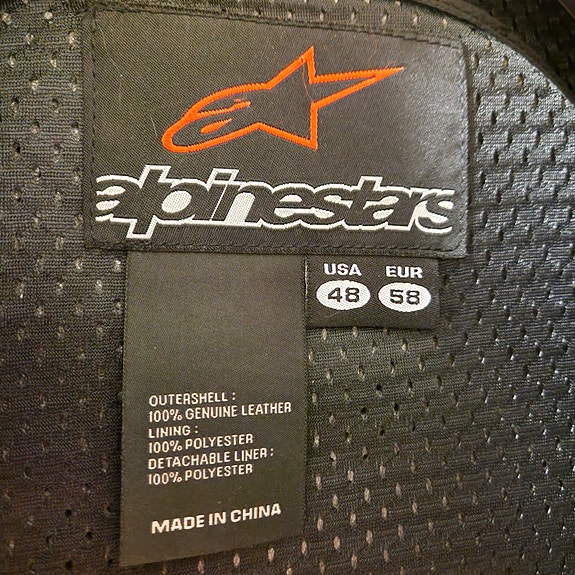 alpinestars
USA EUR
48 58
OUTERSHELL :
100% GENUINE LEATHER
LINING :
100% POLYESTER
DETACHABLE LINER :
100% POLYESTER
MADE IN CHINA